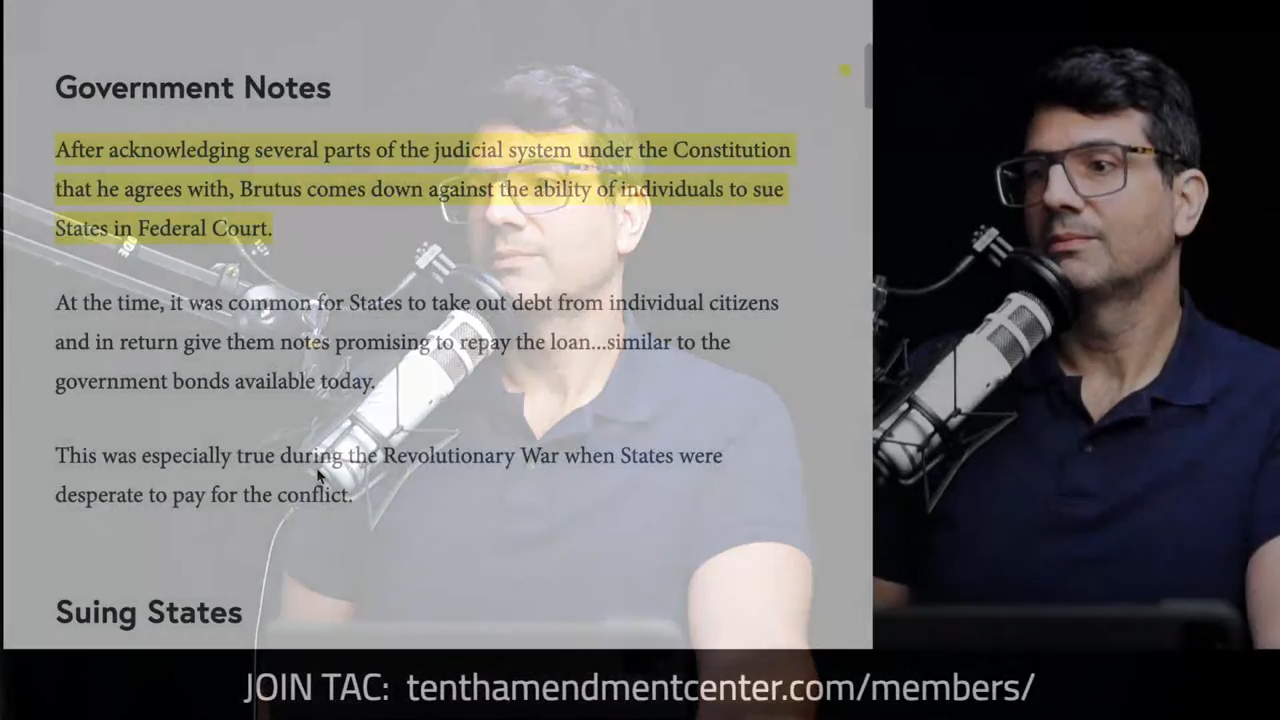 Government Notes
After acknowledging several parts of the judicial system under the Constitution
that he agrees with, Brutus comes down against the ability of individuals to sue
States in Federal Court.
At the time, it was common for States to take out debt from individual citizens
and in return give them notes promising to repay the loan...similar to the
government bonds available today.
This was especially true during the Revolutionary War when States were
desperate to pay for the conflict.
Suing States
JOIN TAC: tenthamendmentcenter.com/members/